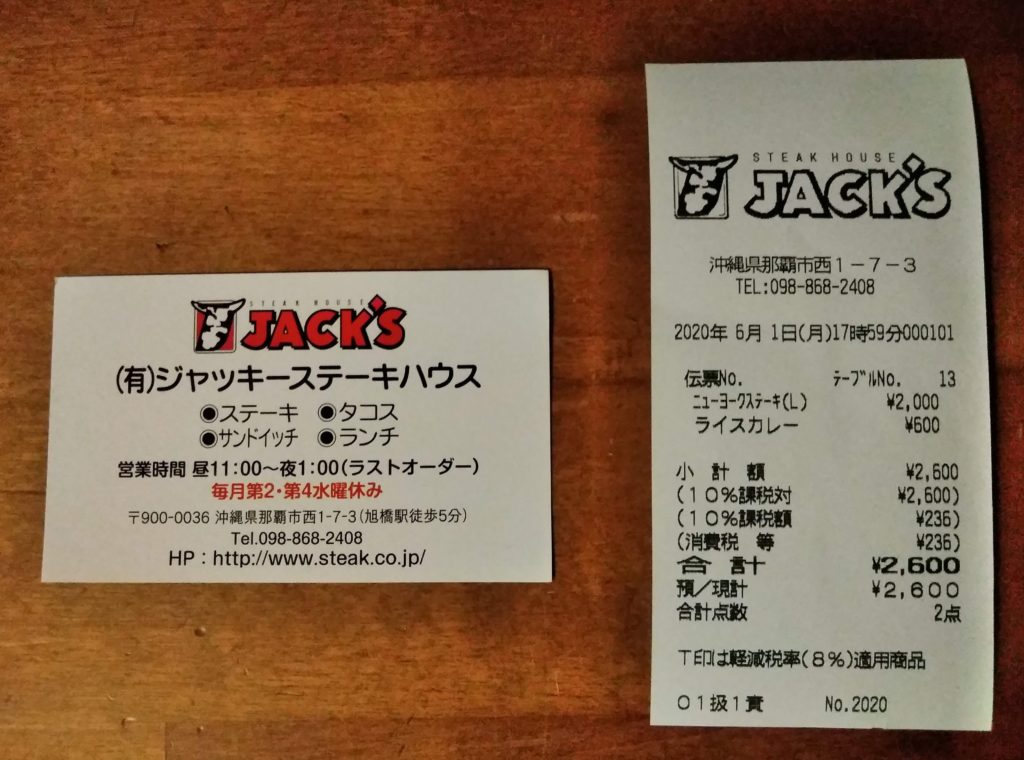 STEAK HOUSE
JACK'S
(有)ジャッキーステーキハウス
●ステーキ ●タコス
●サンドイッチ ●ランチ
営業時間 昼11:00～夜1:00(ラストオーダー)
毎月第2・第4水曜休み
〒900-0036 沖縄県那覇市西1-7-3(旭橋駅徒歩5分)
Tel.098-868-2408
HP：http://www.steak.co.jp/
STEAK HOUSE
JACK'S
沖縄県那覇市西1-7-3
TEL:098-868-2408
2020年 6月 1日(月)17時59分000101
伝票No. テーブルNo. 13
ニューヨークステーキ(L) ¥2,000
ライスカレー ¥600
小 計 額 ¥2,600
(10%課税対 ¥2,600)
(10%課税額 ¥236)
(消費税 等 ¥236)
合 計 ¥2,600
預/現計 ¥2,600
合計点数 2点
T印は軽減税率(8%)適用商品
01扱1責 No.2020